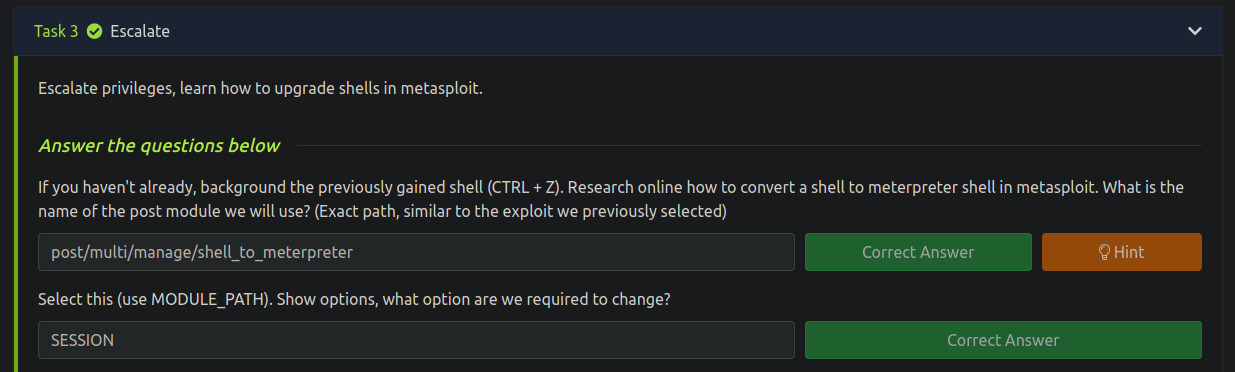 Task 3 Escalate
Escalate privileges, learn how to upgrade shells in metasploit.
Answer the questions below
If you haven't already, background the previously gained shell (CTRL + Z). Research online how to convert a shell to meterpreter shell in metasploit. What is the
name of the post module we will use? (Exact path, similar to the exploit we previously selected)
post/multi/manage/shell_to_meterpreter Correct Answer Hint
Select this (use MODULE_PATH). Show options, what option are we required to change?
SESSION Correct Answer